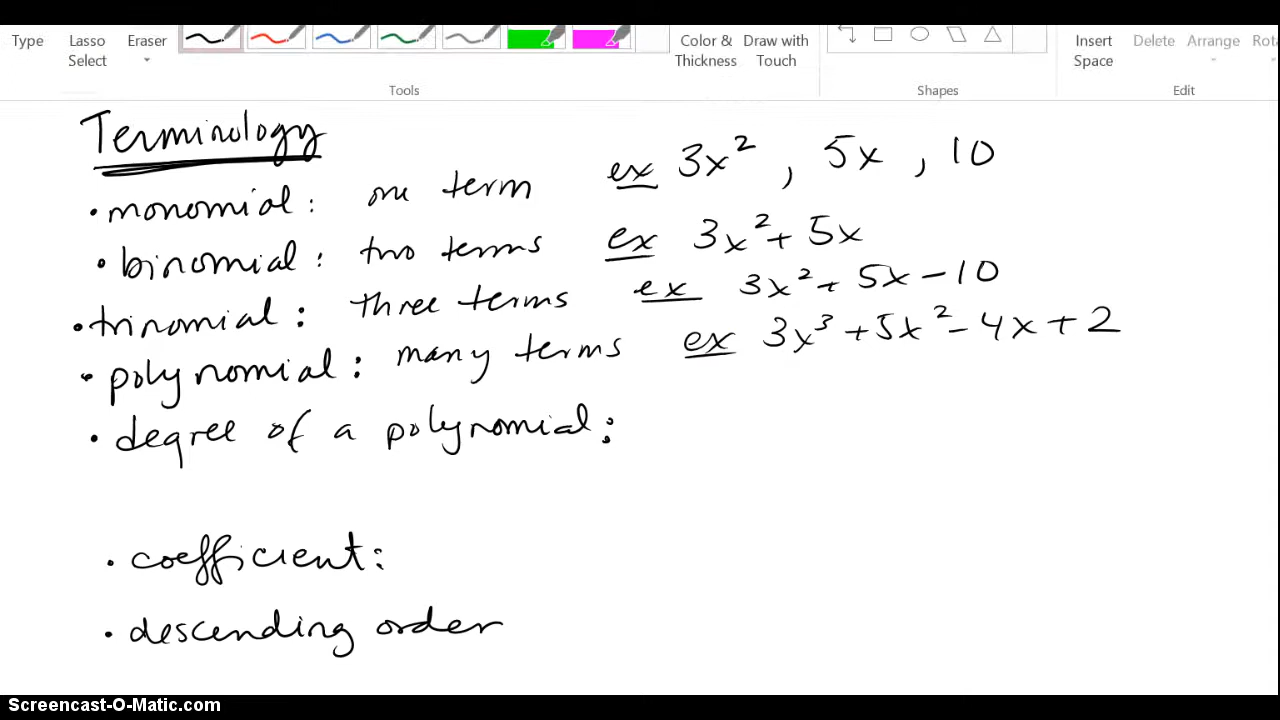 Type Lasso Select Eraser Color & Thickness Draw with Touch Insert Space Delete Arrange Rot
Tools Shapes Edit
Terminology
• monomial: one term ex 3x², 5x, 10
• binomial: two terms ex 3x² + 5x
• trinomial: three terms ex 3x² + 5x - 10
• polynomial: many terms ex 3x³ + 5x² - 4x + 2
• degree of a polynomial:
• coefficient:
• descending order
Screencast-O-Matic.com